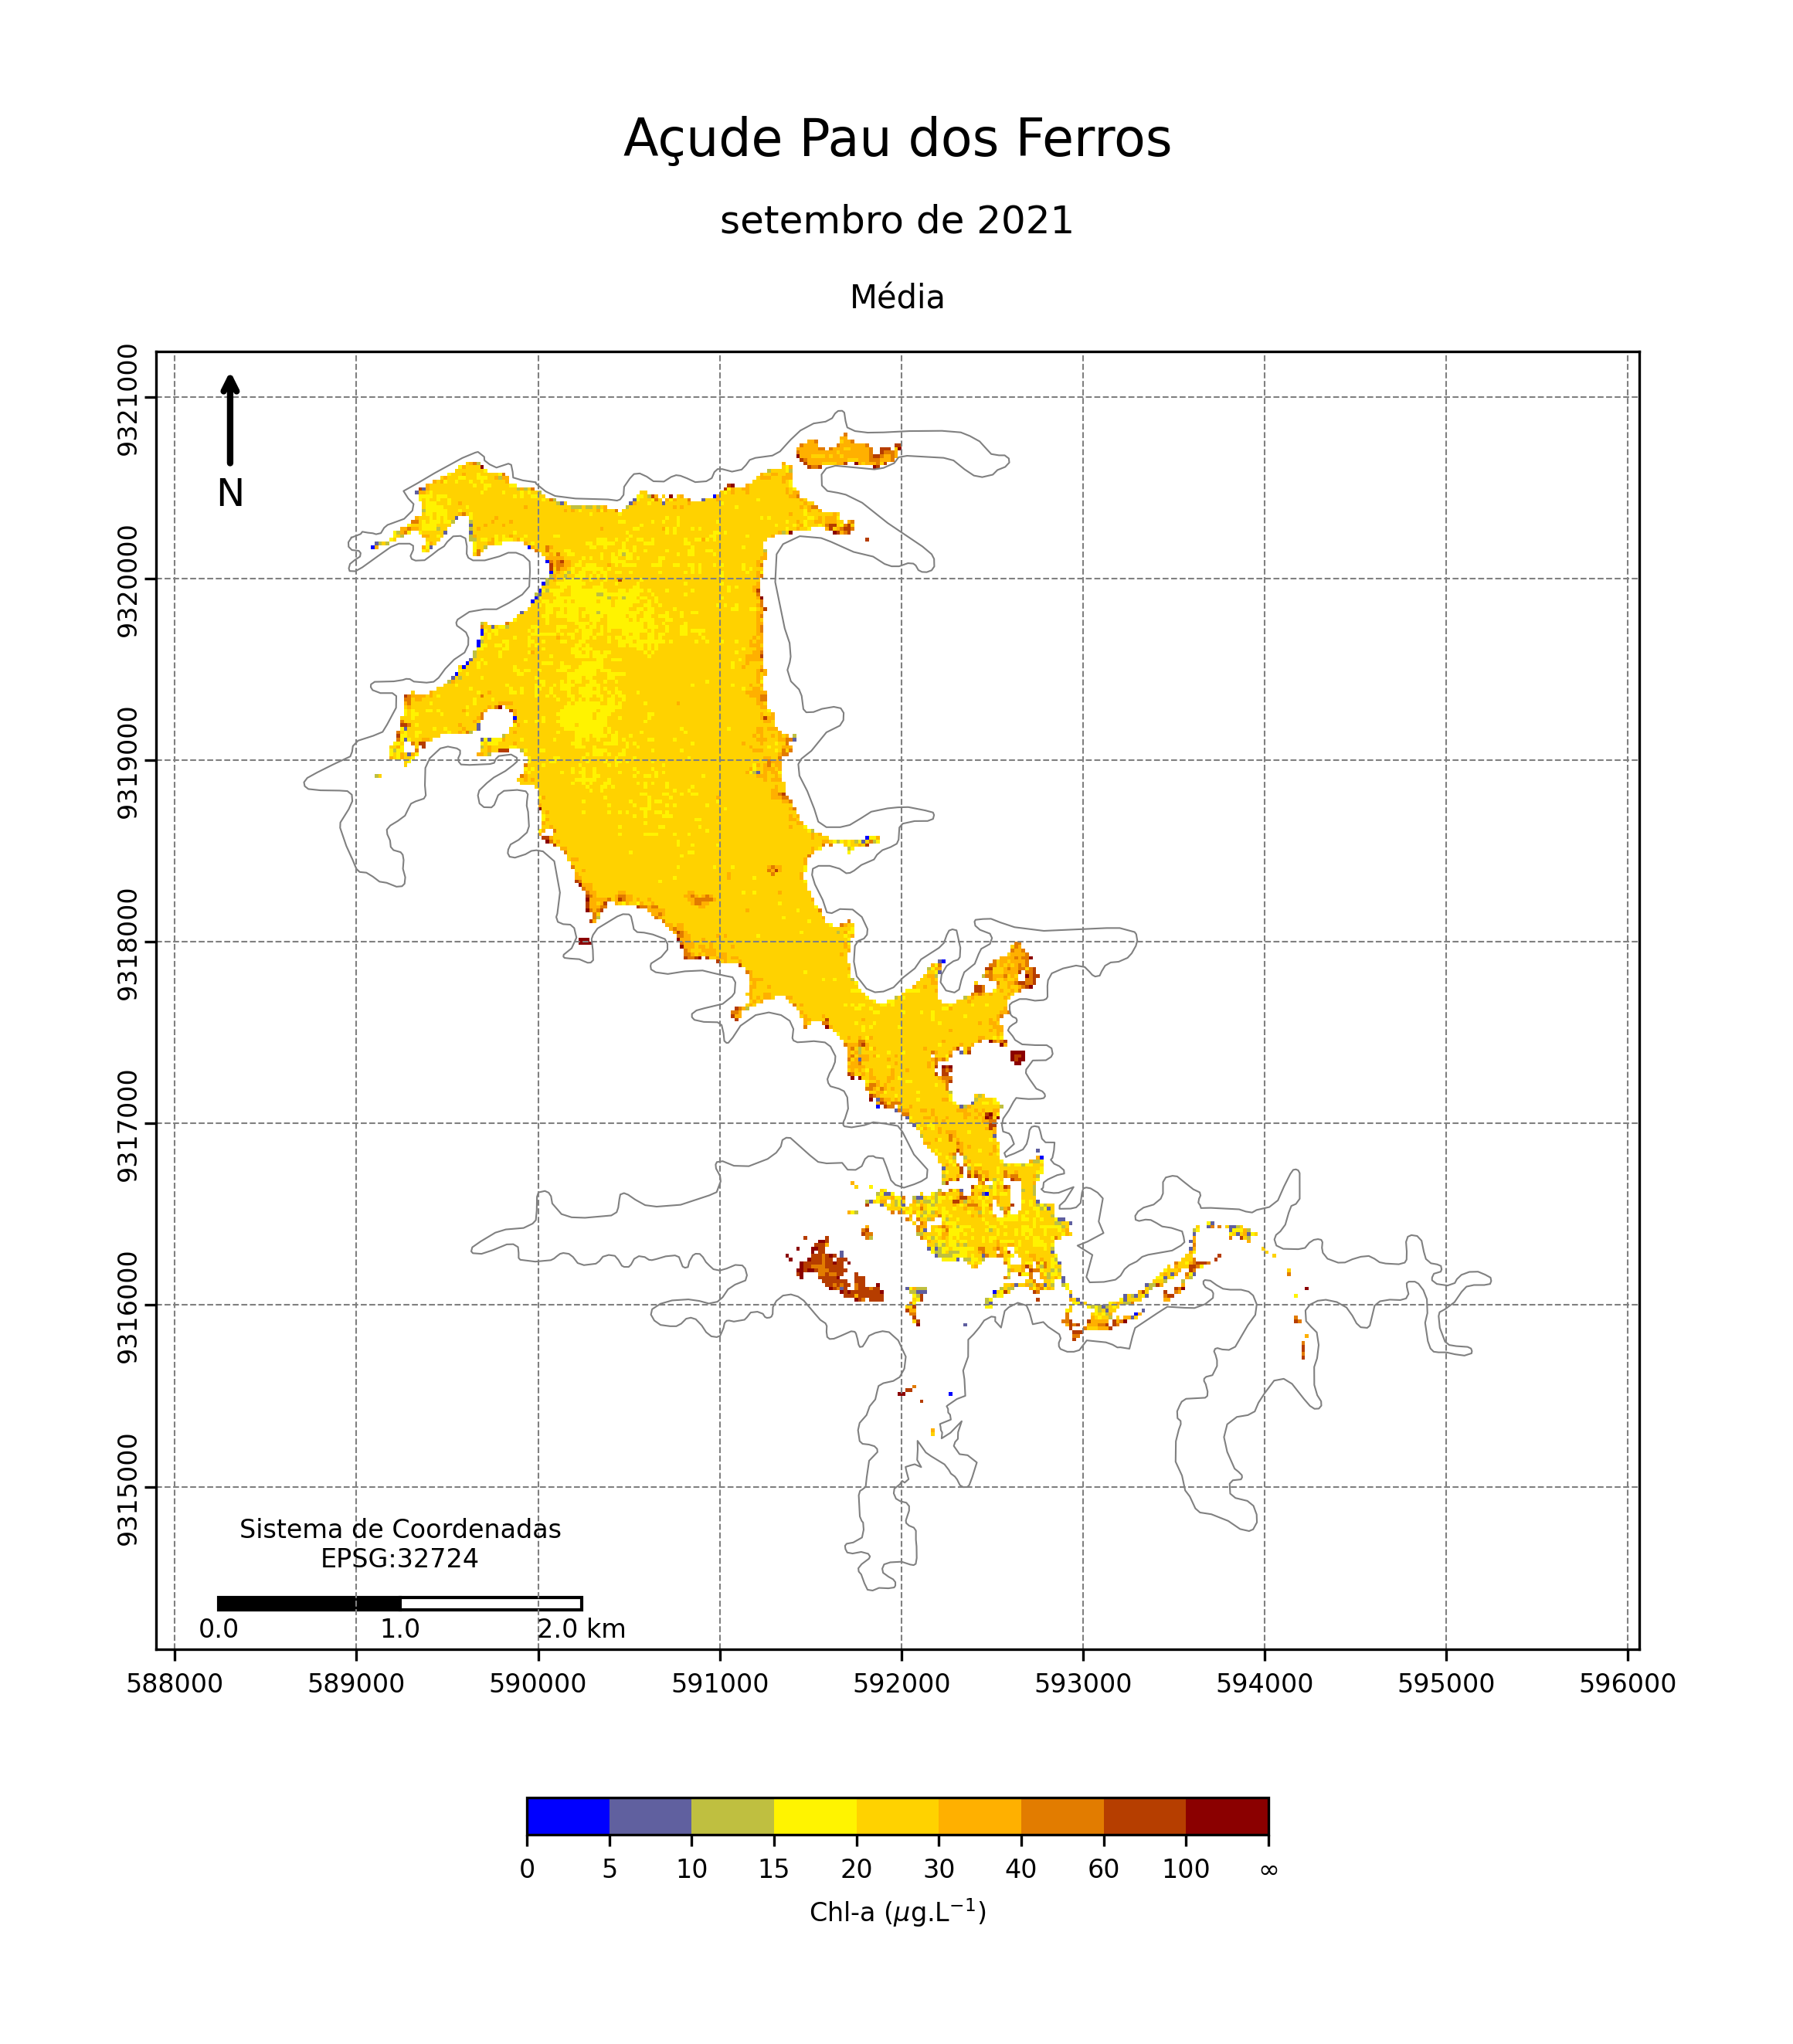 Açude Pau dos Ferros
setembro de 2021
Média
9321000
9320000
9319000
9318000
9317000
9316000
9315000
N
Sistema de Coordenadas
EPSG:32724
0.0 1.0 2.0 km
588000 589000 590000 591000 592000 593000 594000 595000 596000
0 5 10 15 20 30 40 60 100 ∞
Chl-a (μg.L⁻¹)